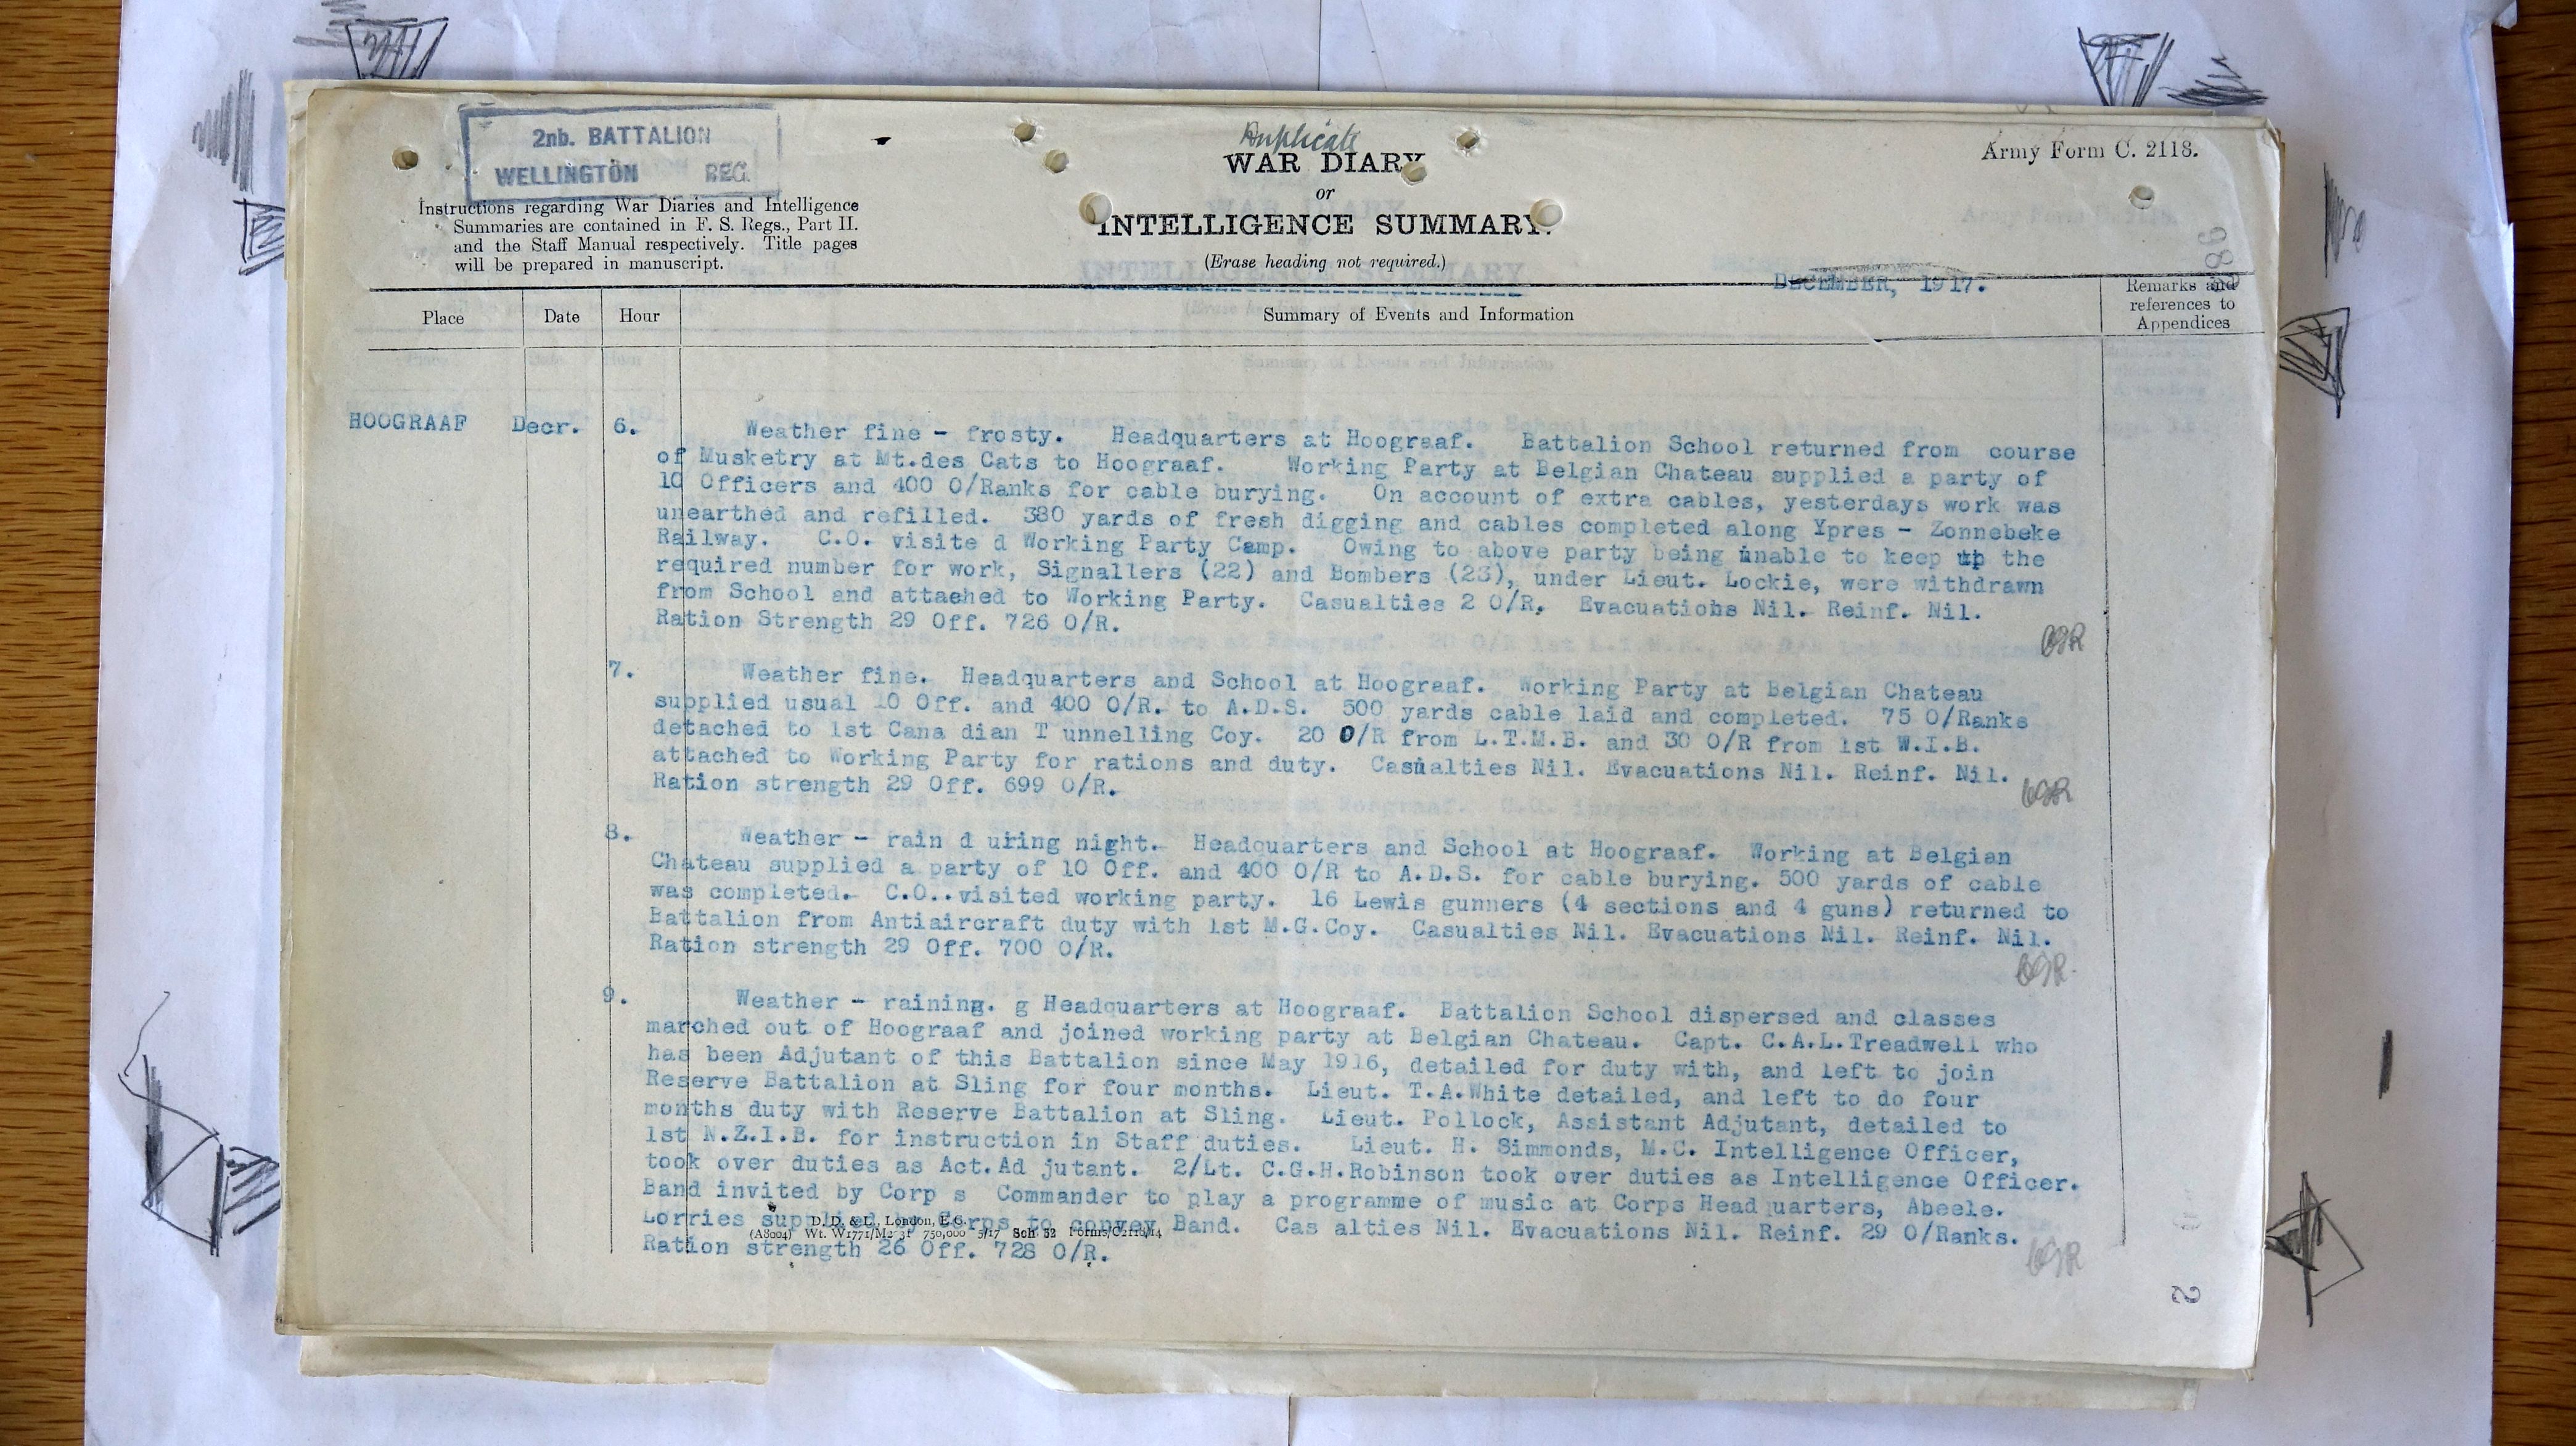 2nb. BATTALION
WELLINGTON REG.
Duplicate
WAR DIARY
or
INTELLIGENCE SUMMARY.
(Erase heading not required.)
Army Form C. 2118.
Instructions regarding War Diaries and Intelligence
Summaries are contained in F. S. Regs., Part II.
and the Staff Manual respectively. Title pages
will be prepared in manuscript.
DECEMBER, 1917.
Place Date Hour Summary of Events and Information Remarks and
references to
Appendices
HOOGRAAF Decr. 6. Weather fine - frosty. Headquarters at Hoograaf. Battalion School returned from course
of Musketry at Mt.des Cats to Hoograaf. Working Party at Belgian Chateau supplied a party of
10 Officers and 400 O/Ranks for cable burying. On account of extra cables, yesterdays work was
unearthed and refilled. 380 yards of fresh digging and cables completed along Ypres - Zonnebeke
Railway. C.O. visite d Working Party Camp. Owing to above party being unable to keep up the
required number for work, Signallers (22) and Bombers (23), under Lieut. Lockie, were withdrawn
from School and attached to Working Party. Casualties 2 O/R, Evacuations Nil. Reinf. Nil.
Ration Strength 29 Off. 726 O/R.
7. Weather fine. Headquarters and School at Hoograaf. Working Party at Belgian Chateau
supplied usual 10 Off. and 400 O/R. to A.D.S. 500 yards cable laid and completed. 75 O/Ranks
detached to 1st Cana dian T unnelling Coy. 20 O/R from L.T.M.B. and 30 O/R from 1st W.I.B.
attached to Working Party for rations and duty. Casualties Nil. Evacuations Nil. Reinf. Nil.
Ration strength 29 Off. 699 O/R.
8. Weather - rain d uring night. Headquarters and School at Hoograaf. Working at Belgian
Chateau supplied a party of 10 Off. and 400 O/R to A.D.S. for cable burying. 500 yards of cable
was completed. C.O..visited working party. 16 Lewis gunners (4 sections and 4 guns) returned to
Battalion from Antiaircraft duty with 1st M.G.Coy. Casualties Nil. Evacuations Nil. Reinf. Nil.
Ration strength 29 Off. 700 O/R.
9. Weather - raining. g Headquarters at Hoograaf. Battalion School dispersed and classes
marched out of Hoograaf and joined working party at Belgian Chateau. Capt. C.A.L.Treadwell who
has been Adjutant of this Battalion since May 1916, detailed for duty with, and left to join
Reserve Battalion at Sling for four months. Lieut. T.A.White detailed, and left to do four
months duty with Reserve Battalion at Sling. Lieut. Pollock, Assistant Adjutant, detailed to
1st N.Z.I.B. for instruction in Staff duties. Lieut. H. Simmonds, M.C. Intelligence Officer,
took over duties as Act.Ad jutant. 2/Lt. C.G.H.Robinson took over duties as Intelligence Officer.
Band invited by Corp s Commander to play a programme of music at Corps Head uarters, Abeele.
Lorries supplied by Corps to convey Band. Cas alties Nil. Evacuations Nil. Reinf. 29 O/Ranks.
Ration strength 26 Off. 728 O/R.
D. D. & L., London, E.C.
(A8004) Wt. W1771/M2 31 750,000 5/17 Sch 52 Forms/C2118/14
2